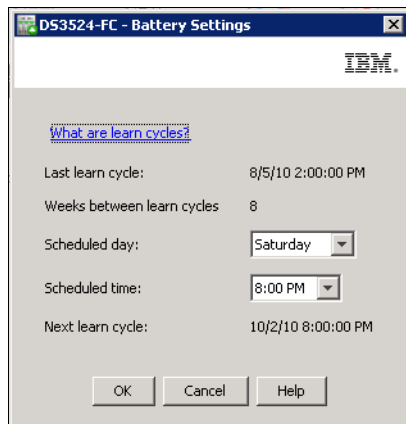 DS3524-FC - Battery Settings
IBM.
What are learn cycles?
Last learn cycle: 8/5/10 2:00:00 PM
Weeks between learn cycles 8
Scheduled day: Saturday
Scheduled time: 8:00 PM
Next learn cycle: 10/2/10 8:00:00 PM
OK Cancel Help